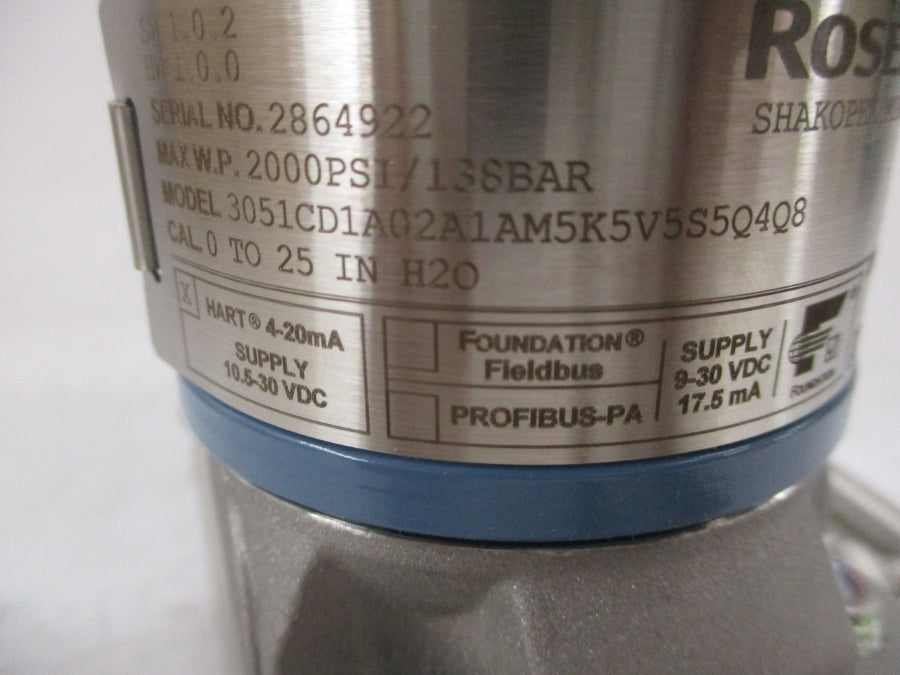 SW 1.0.2
1.0.0
ROSE
SHAKOPEE
SERIAL NO. 2864922
MAX W.P. 2000PSI/138BAR
MODEL 3051CD1A02A1AM5K5V5S5Q4Q8
CAL. 0 TO 25 IN H2O
X
HART® 4-20mA
SUPPLY
10.5-30 VDC
FOUNDATION®
Fieldbus
PROFIBUS-PA
SUPPLY
9-30 VDC
17.5 mA
FOUNDATION